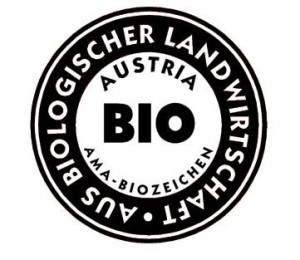 AUS BIOLOGISCHER LANDWIRTSCHAFT •
AUSTRIA
BIO
AMA-BIOZEICHEN